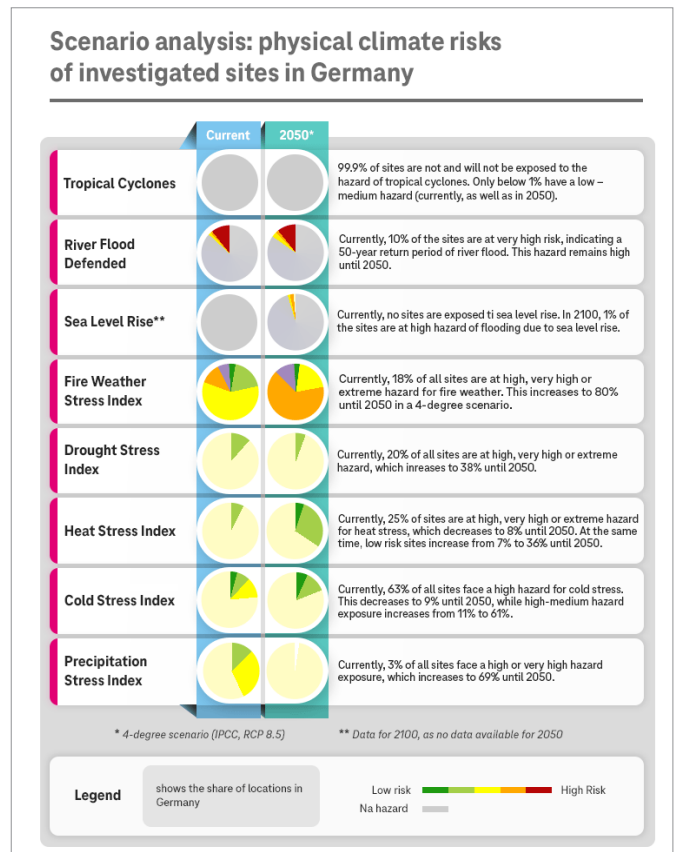 Scenario analysis: physical climate risks
of investigated sites in Germany
Current
2050*
Tropical Cyclones
99.9% of sites are not and will not be exposed to the
hazard of tropical cyclones. Only below 1% have a low –
medium hazard (currently, as well as in 2050).
River Flood
Defended
Currently, 10% of the sites are at very high risk, indicating a
50-year return period of river flood. This hazard remains high
until 2050.
Sea Level Rise**
Currently, no sites are exposed ti sea level rise. In 2100, 1% of
the sites are at high hazard of flooding due to sea level rise.
Fire Weather
Stress Index
Currently, 18% of all sites are at high, very high or
extreme hazard for fire weather. This increases to 80%
until 2050 in a 4-degree scenario.
Drought Stress
Index
Currently, 20% of all sites are at high, very high or extreme
hazard, which inreases to 38% until 2050.
Heat Stress Index
Currently, 25% of sites are at high, very high or extreme hazard
for heat stress, which decreases to 8% until 2050. At the same
time, low risk sites increase from 7% to 36% until 2050.
Cold Stress Index
Currently, 63% of all sites face a high hazard for cold stress.
This decreases to 9% until 2050, while high-medium hazard
exposure increases from 11% to 61%.
Precipitation
Stress Index
Currently, 3% of all sites face a high or very high hazard
exposure, which increases to 69% until 2050.
* 4-degree scenario (IPCC, RCP 8.5)
** Data for 2100, as no data available for 2050
Legend
shows the share of locations in
Germany
Low risk
High Risk
Na hazard